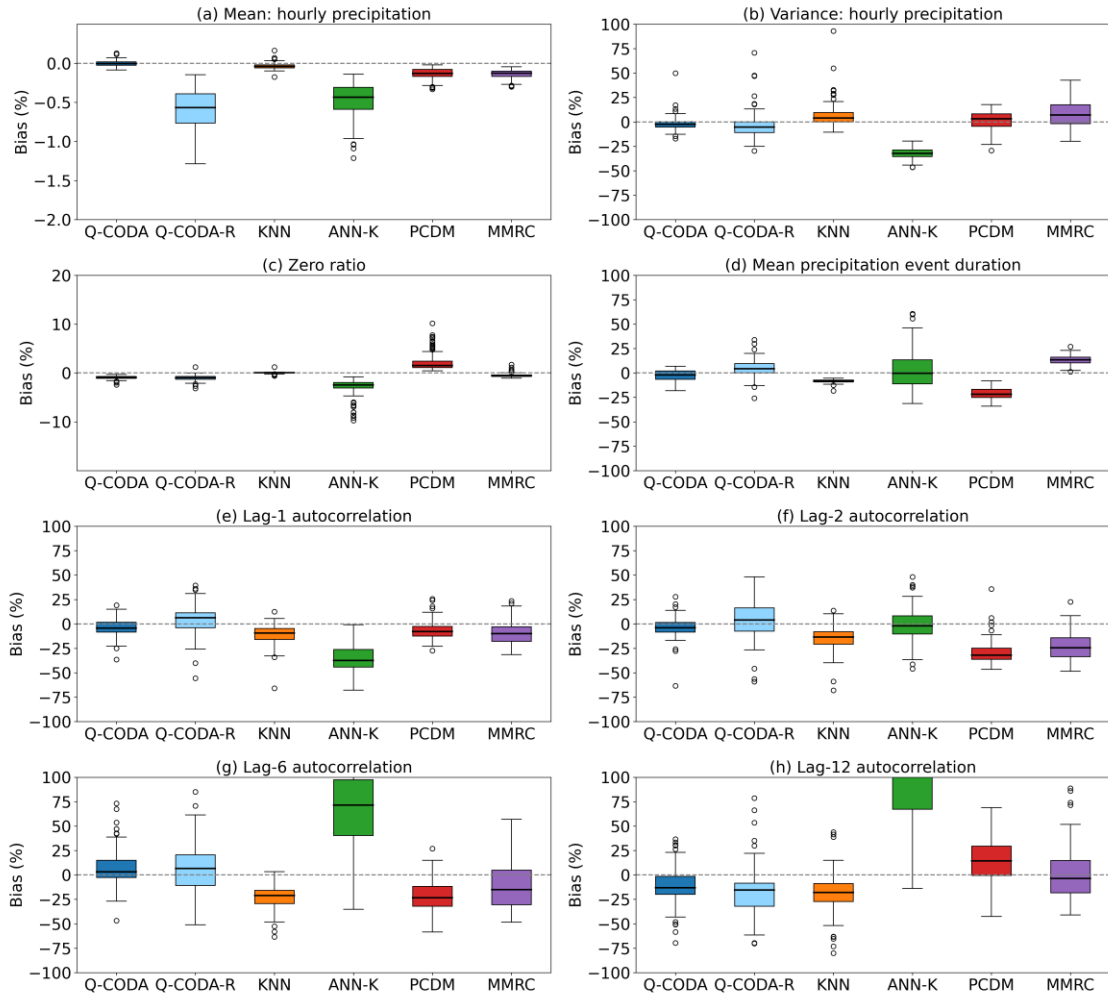 (a) Mean: hourly precipitation
Bias (%)
0.0
−0.5
−1.0
−1.5
−2.0
Q-CODA Q-CODA-R KNN ANN-K PCDM MMRC
(b) Variance: hourly precipitation
Bias (%)
100
75
50
25
0
−25
−50
−75
−100
Q-CODA Q-CODA-R KNN ANN-K PCDM MMRC
(c) Zero ratio
Bias (%)
20
10
0
−10
Q-CODA Q-CODA-R KNN ANN-K PCDM MMRC
(d) Mean precipitation event duration
Bias (%)
100
75
50
25
0
−25
−50
−75
−100
Q-CODA Q-CODA-R KNN ANN-K PCDM MMRC
(e) Lag-1 autocorrelation
Bias (%)
100
75
50
25
0
−25
−50
−75
−100
Q-CODA Q-CODA-R KNN ANN-K PCDM MMRC
(f) Lag-2 autocorrelation
Bias (%)
100
75
50
25
0
−25
−50
−75
−100
Q-CODA Q-CODA-R KNN ANN-K PCDM MMRC
(g) Lag-6 autocorrelation
Bias (%)
100
75
50
25
0
−25
−50
−75
−100
Q-CODA Q-CODA-R KNN ANN-K PCDM MMRC
(h) Lag-12 autocorrelation
Bias (%)
100
75
50
25
0
−25
−50
−75
−100
Q-CODA Q-CODA-R KNN ANN-K PCDM MMRC